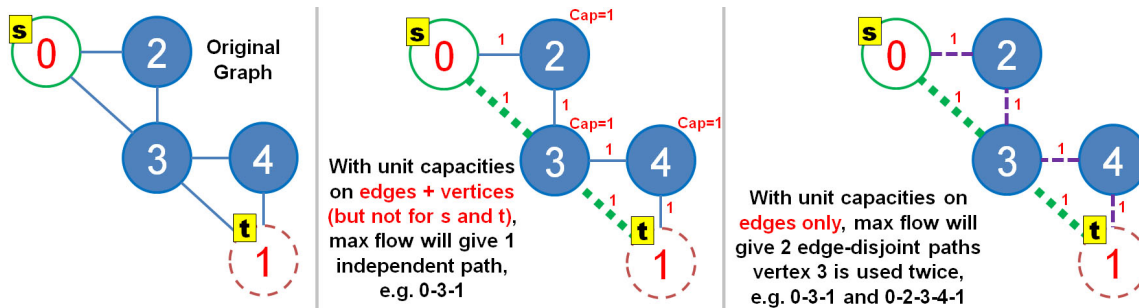 s
0
2
Original
Graph
3
4
t
1
s
0
1
2
Cap=1
1
1
Cap=1
3
1
4
Cap=1
1
1
t
1
With unit capacities
on edges + vertices
(but not for s and t),
max flow will give 1
independent path,
e.g. 0-3-1
s
0
1
2
1
1
3
1
4
1
1
t
1
With unit capacities on
edges only, max flow will
give 2 edge-disjoint paths
vertex 3 is used twice,
e.g. 0-3-1 and 0-2-3-4-1